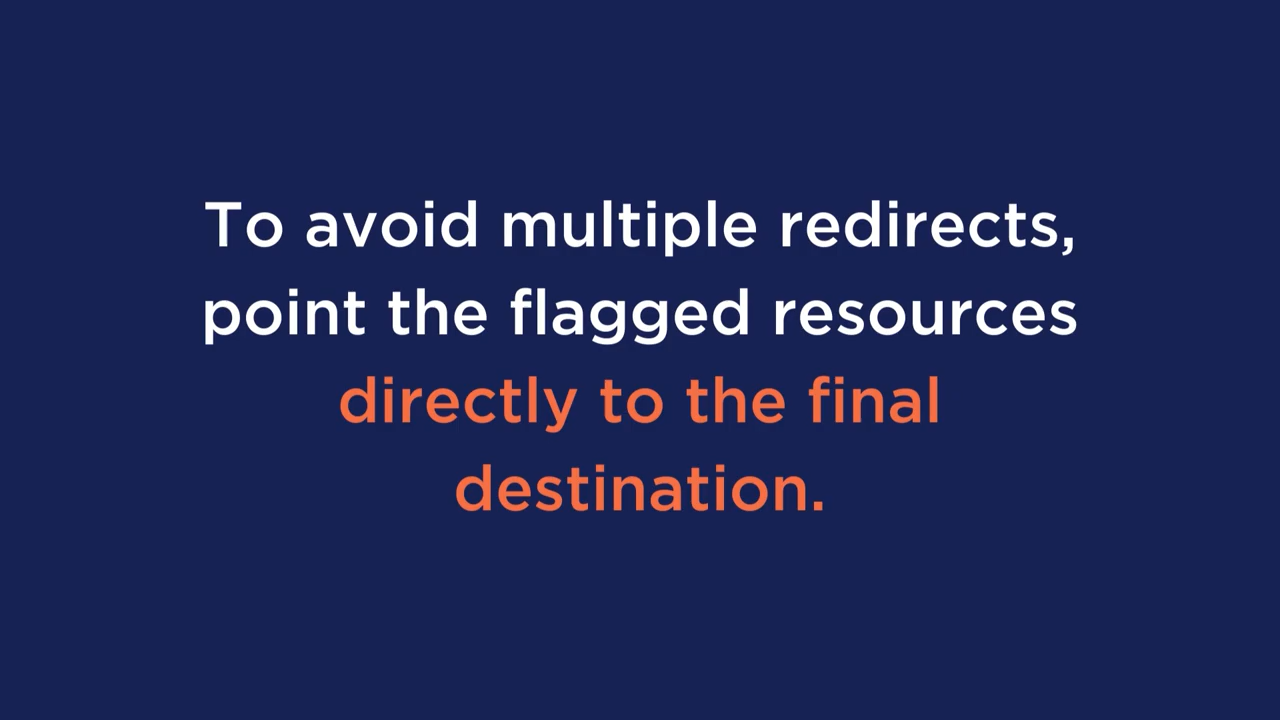 To avoid multiple redirects,
point the flagged resources
directly to the final
destination.